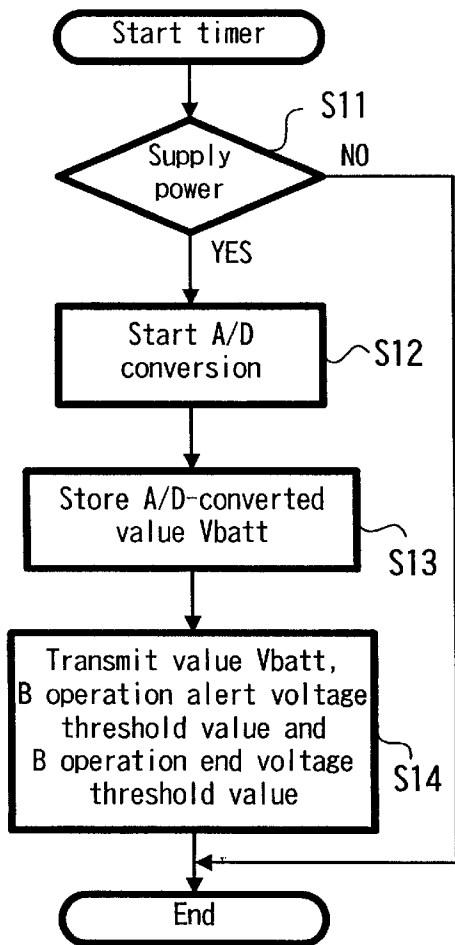 Start timer
S11
Supply
power
NO
YES
Start A/D
conversion
S12
Store A/D-converted
value Vbatt
S13
Transmit value Vbatt,
B operation alert voltage
threshold value and
B operation end voltage
threshold value
S14
End